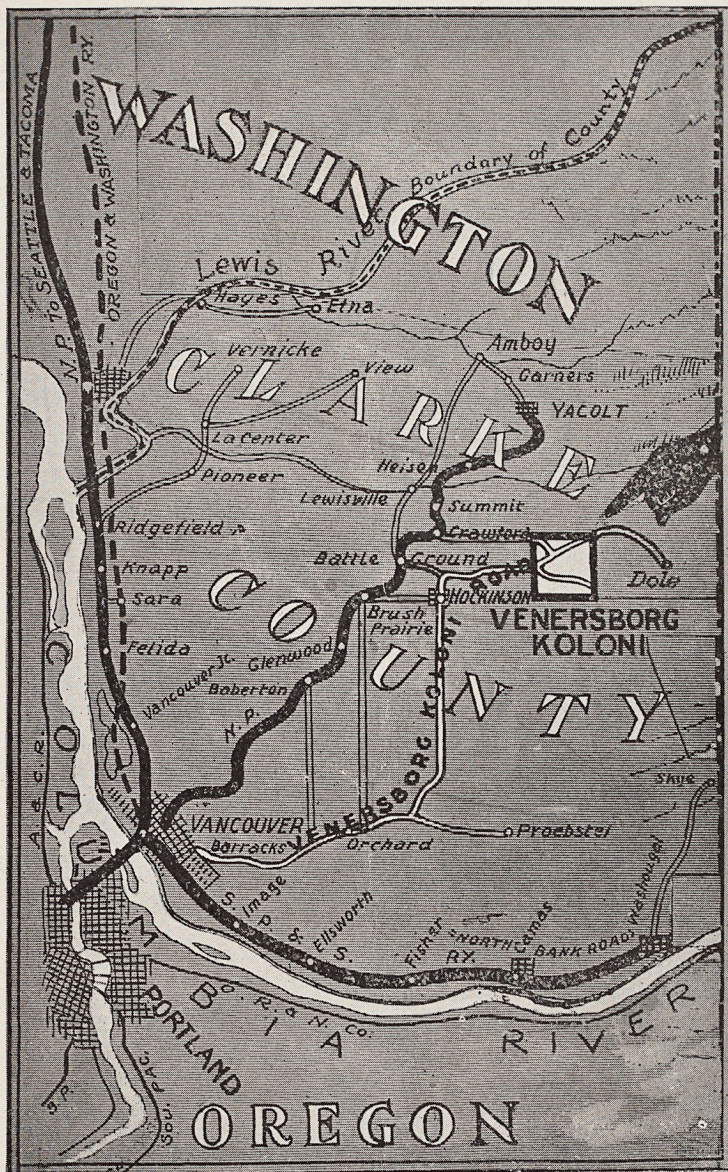 WASHINGTON
N.P. TO SEATTLE & TACOMA
OREGON & WASHINGTON RY.
Boundary of County
Lewis River
Hayes
Etna
Amboy
Vernicke
View
Garners
CLARKE
YACOLT
La Center
Heison
Pioneer
Lewisville
Summit
Ridgefield
Crawford
Battle Ground
Knapp
Dole
Sara
HOCKINSON
Brush
Prairie
VENERSBORG
KOLONI
COUNTY
Felida
Glenwood
Vancouver Jc.
Baberton
N.P.
VENERSBORG KOLONI ROAD
A & C.R.
Skye
VANCOUVER
Barracks
Orchard
Proebstel
S. P. & S. RY.
Image
Ellsworth
Fisher
Camas
Washougal
NORTH BANK ROAD
COLUMBIA RIVER
O.R. & N. Co.
PORTLAND
S.P.
SOU. PAC.
OREGON